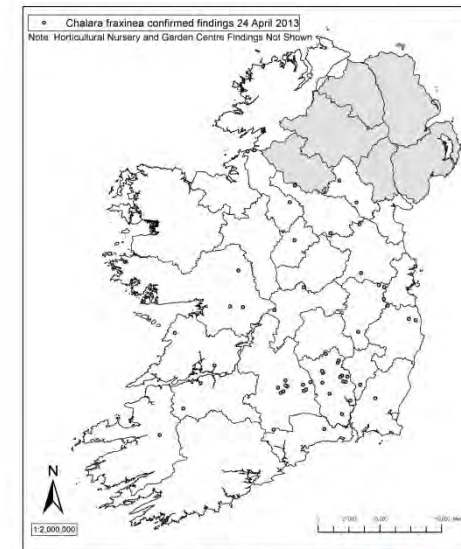 Chalara fraxinea confirmed findings 24 April 2013
Note: Horticultural Nursery and Garden Centre Findings Not Shown
N
1:2,000,000